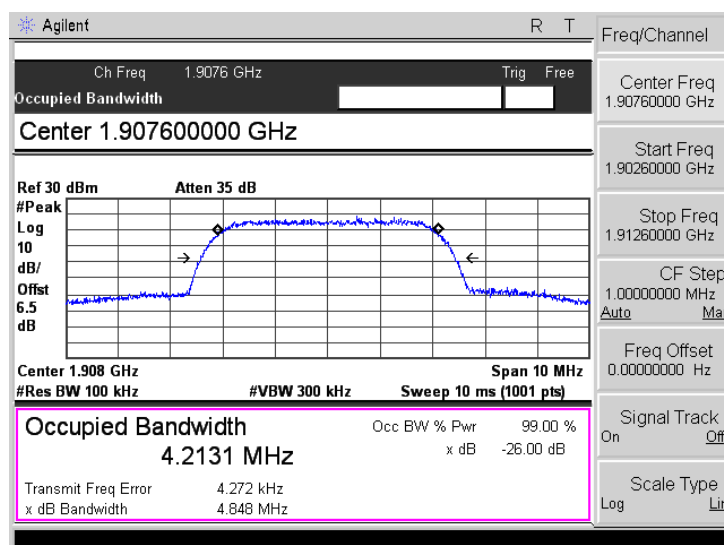 Agilent R T
Freq/Channel
Ch Freq 1.9076 GHz Trig Free
Occupied Bandwidth
Center 1.907600000 GHz
Ref 30 dBm Atten 35 dB
#Peak
Log
10
dB/
Offst
6.5
dB
Center 1.908 GHz Span 10 MHz
#Res BW 100 kHz #VBW 300 kHz Sweep 10 ms (1001 pts)
Occupied Bandwidth
4.2131 MHz
Occ BW % Pwr 99.00 %
x dB -26.00 dB
Transmit Freq Error 4.272 kHz
x dB Bandwidth 4.848 MHz
Center Freq
1.90760000 GHz
Start Freq
1.90260000 GHz
Stop Freq
1.91260000 GHz
CF Step
1.00000000 MHz
Auto Ma
Freq Offset
0.00000000 Hz
Signal Track
On Off
Scale Type
Log Lin